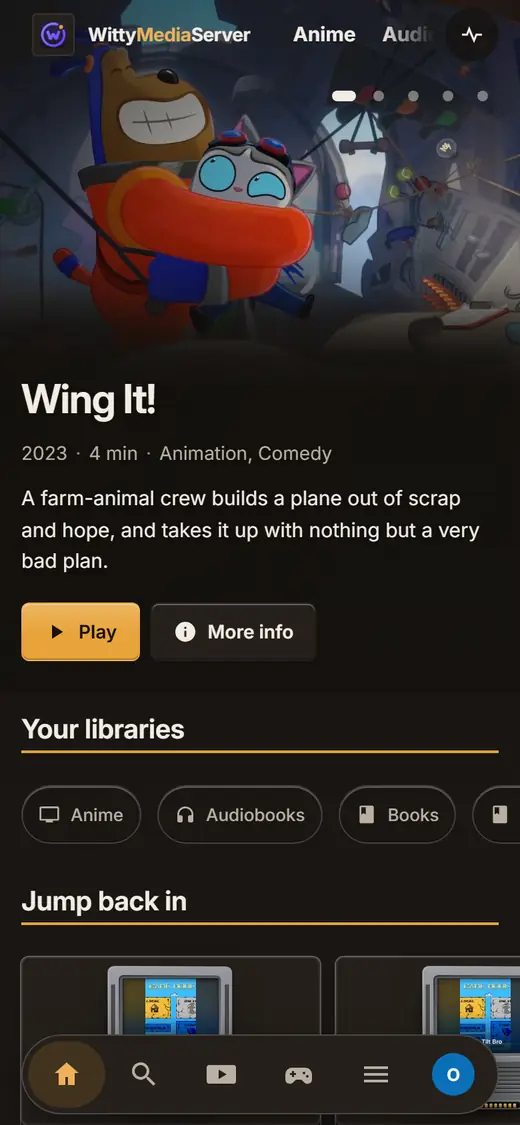 WittyMediaServer
Anime
Wing It!
2023 · 4 min · Animation, Comedy
A farm-animal crew builds a plane out of scrap
and hope, and takes it up with nothing but a very
bad plan.
Play
More info
Your libraries
Anime
Audiobooks
Books
Jump back in
O